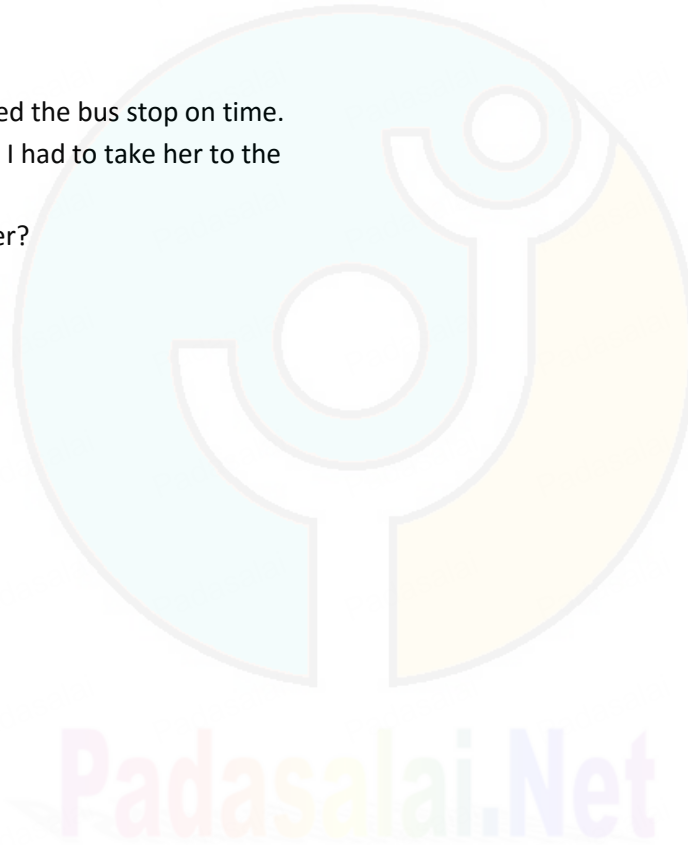 ed the bus stop on time.
I had to take her to the
er?
Padasalai.Net